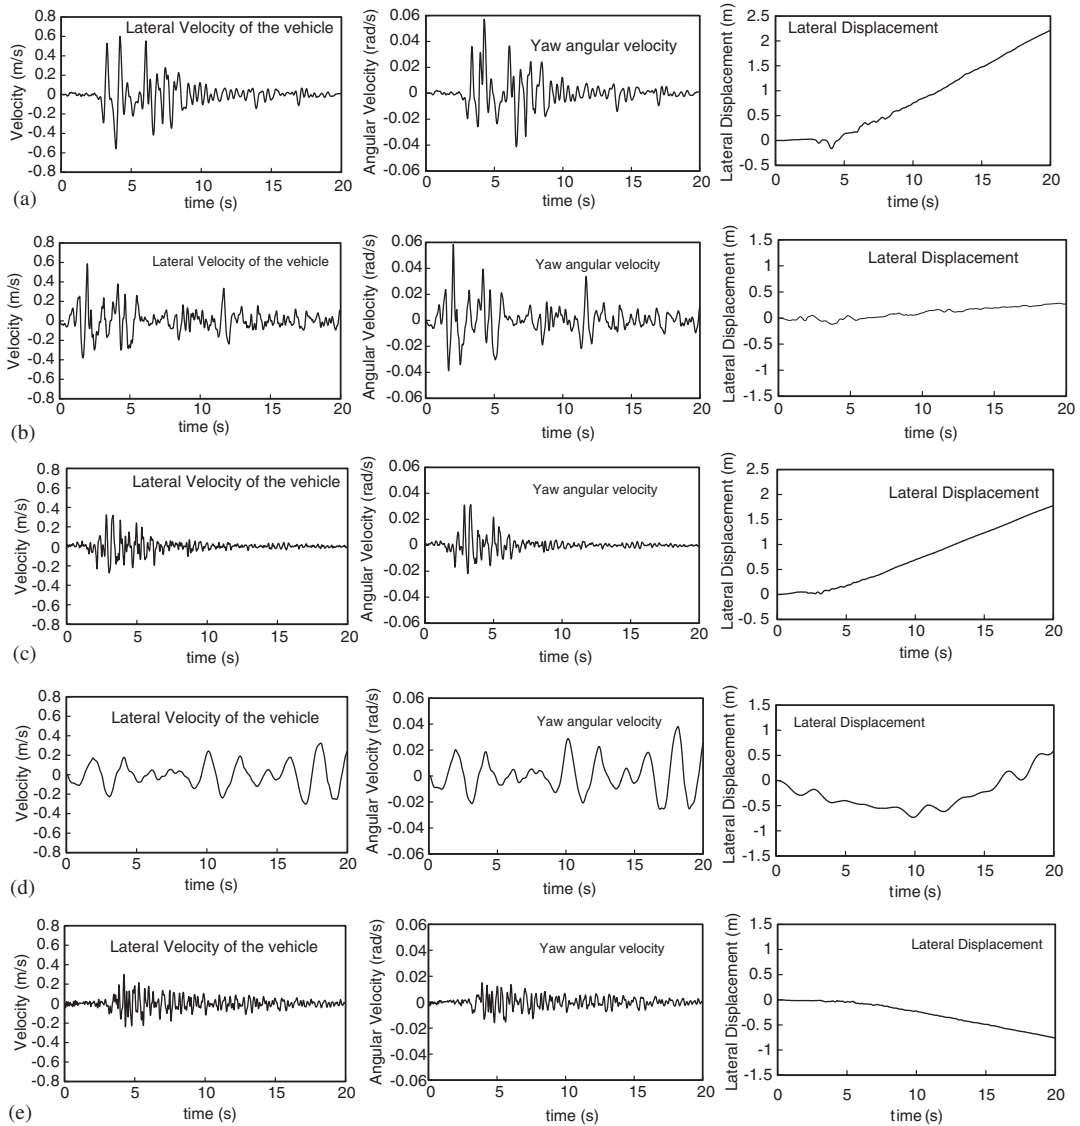 Lateral Velocity of the vehicle
Velocity (m/s)
0.8
0.6
0.4
0.2
0
-0.2
-0.4
-0.6
-0.8
0 5 10 15 20
time (s)
Yaw angular velocity
Angular Velocity (rad/s)
0.06
0.04
0.02
0
-0.02
-0.04
-0.06
0 5 10 15 20
time (s)
Lateral Displacement
Lateral Displacement (m)
2.5
2
1.5
1
0.5
0
-0.5
0 5 10 15 20
time (s)
(a)
Lateral Velocity of the vehicle
Velocity (m/s)
0.8
0.6
0.4
0.2
0
-0.2
-0.4
-0.6
-0.8
0 5 10 15 20
time (s)
Yaw angular velocity
Angular Velocity (rad/s)
0.06
0.04
0.02
0
-0.02
-0.04
-0.06
0 5 10 15 20
time (s)
Lateral Displacement
Lateral Displacement (m)
1.5
1
0.5
0
-0.5
-1
-1.5
0 5 10 15 20
time (s)
(b)
Lateral Velocity of the vehicle
Velocity (m/s)
0.8
0.6
0.4
0.2
0
-0.2
-0.4
-0.6
-0.8
0 5 10 15 20
time (s)
Yaw angular velocity
Angular Velocity (rad/s)
0.06
0.04
0.02
0
-0.02
-0.04
-0.06
0 5 10 15 20
time (s)
Lateral Displacement
Lateral Displacement (m)
2.5
2
1.5
1
0.5
0
-0.5
0 5 10 15 20
time (s)
(c)
Lateral Velocity of the vehicle
Velocity (m/s)
0.8
0.6
0.4
0.2
0
-0.2
-0.4
-0.6
-0.8
0 5 10 15 20
time (s)
Yaw angular velocity
Angular Velocity (rad/s)
0.06
0.04
0.02
0
-0.02
-0.04
-0.06
0 5 10 15 20
time (s)
Lateral Displacement
Lateral Displacement (m)
1.5
1
0.5
0
-0.5
-1
-1.5
0 5 10 15 20
time (s)
(d)
Lateral Velocity of the vehicle
Velocity (m/s)
0.8
0.6
0.4
0.2
0
-0.2
-0.4
-0.6
-0.8
0 5 10 15 20
time (s)
Yaw angular velocity
Angular Velocity (rad/s)
0.06
0.04
0.02
0
-0.02
-0.04
-0.06
0 5 10 15 20
time (s)
Lateral Displacement
Lateral Displacement (m)
1.5
1
0.5
0
-0.5
-1
-1.5
0 5 10 15 20
time (s)
(e)